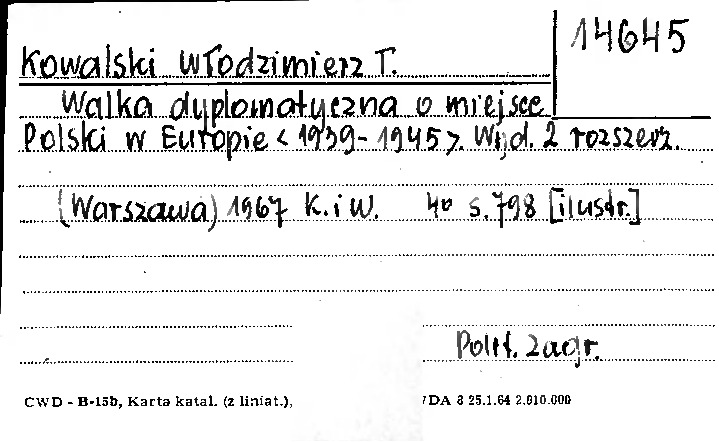 14645
Kowalski Włodzimierz T.
Walka dyplomatyczna o miejsce
Polski w Europie <1939-1945>. Wyd. 2 rozszerz.
(Warszawa) 1967 K. i W. 4° s. 798 [ilustr.]
Polit. zagr.
CWD - B-15b, Karta katal. (z liniat.), DA 8 25.1.64 2.010.000